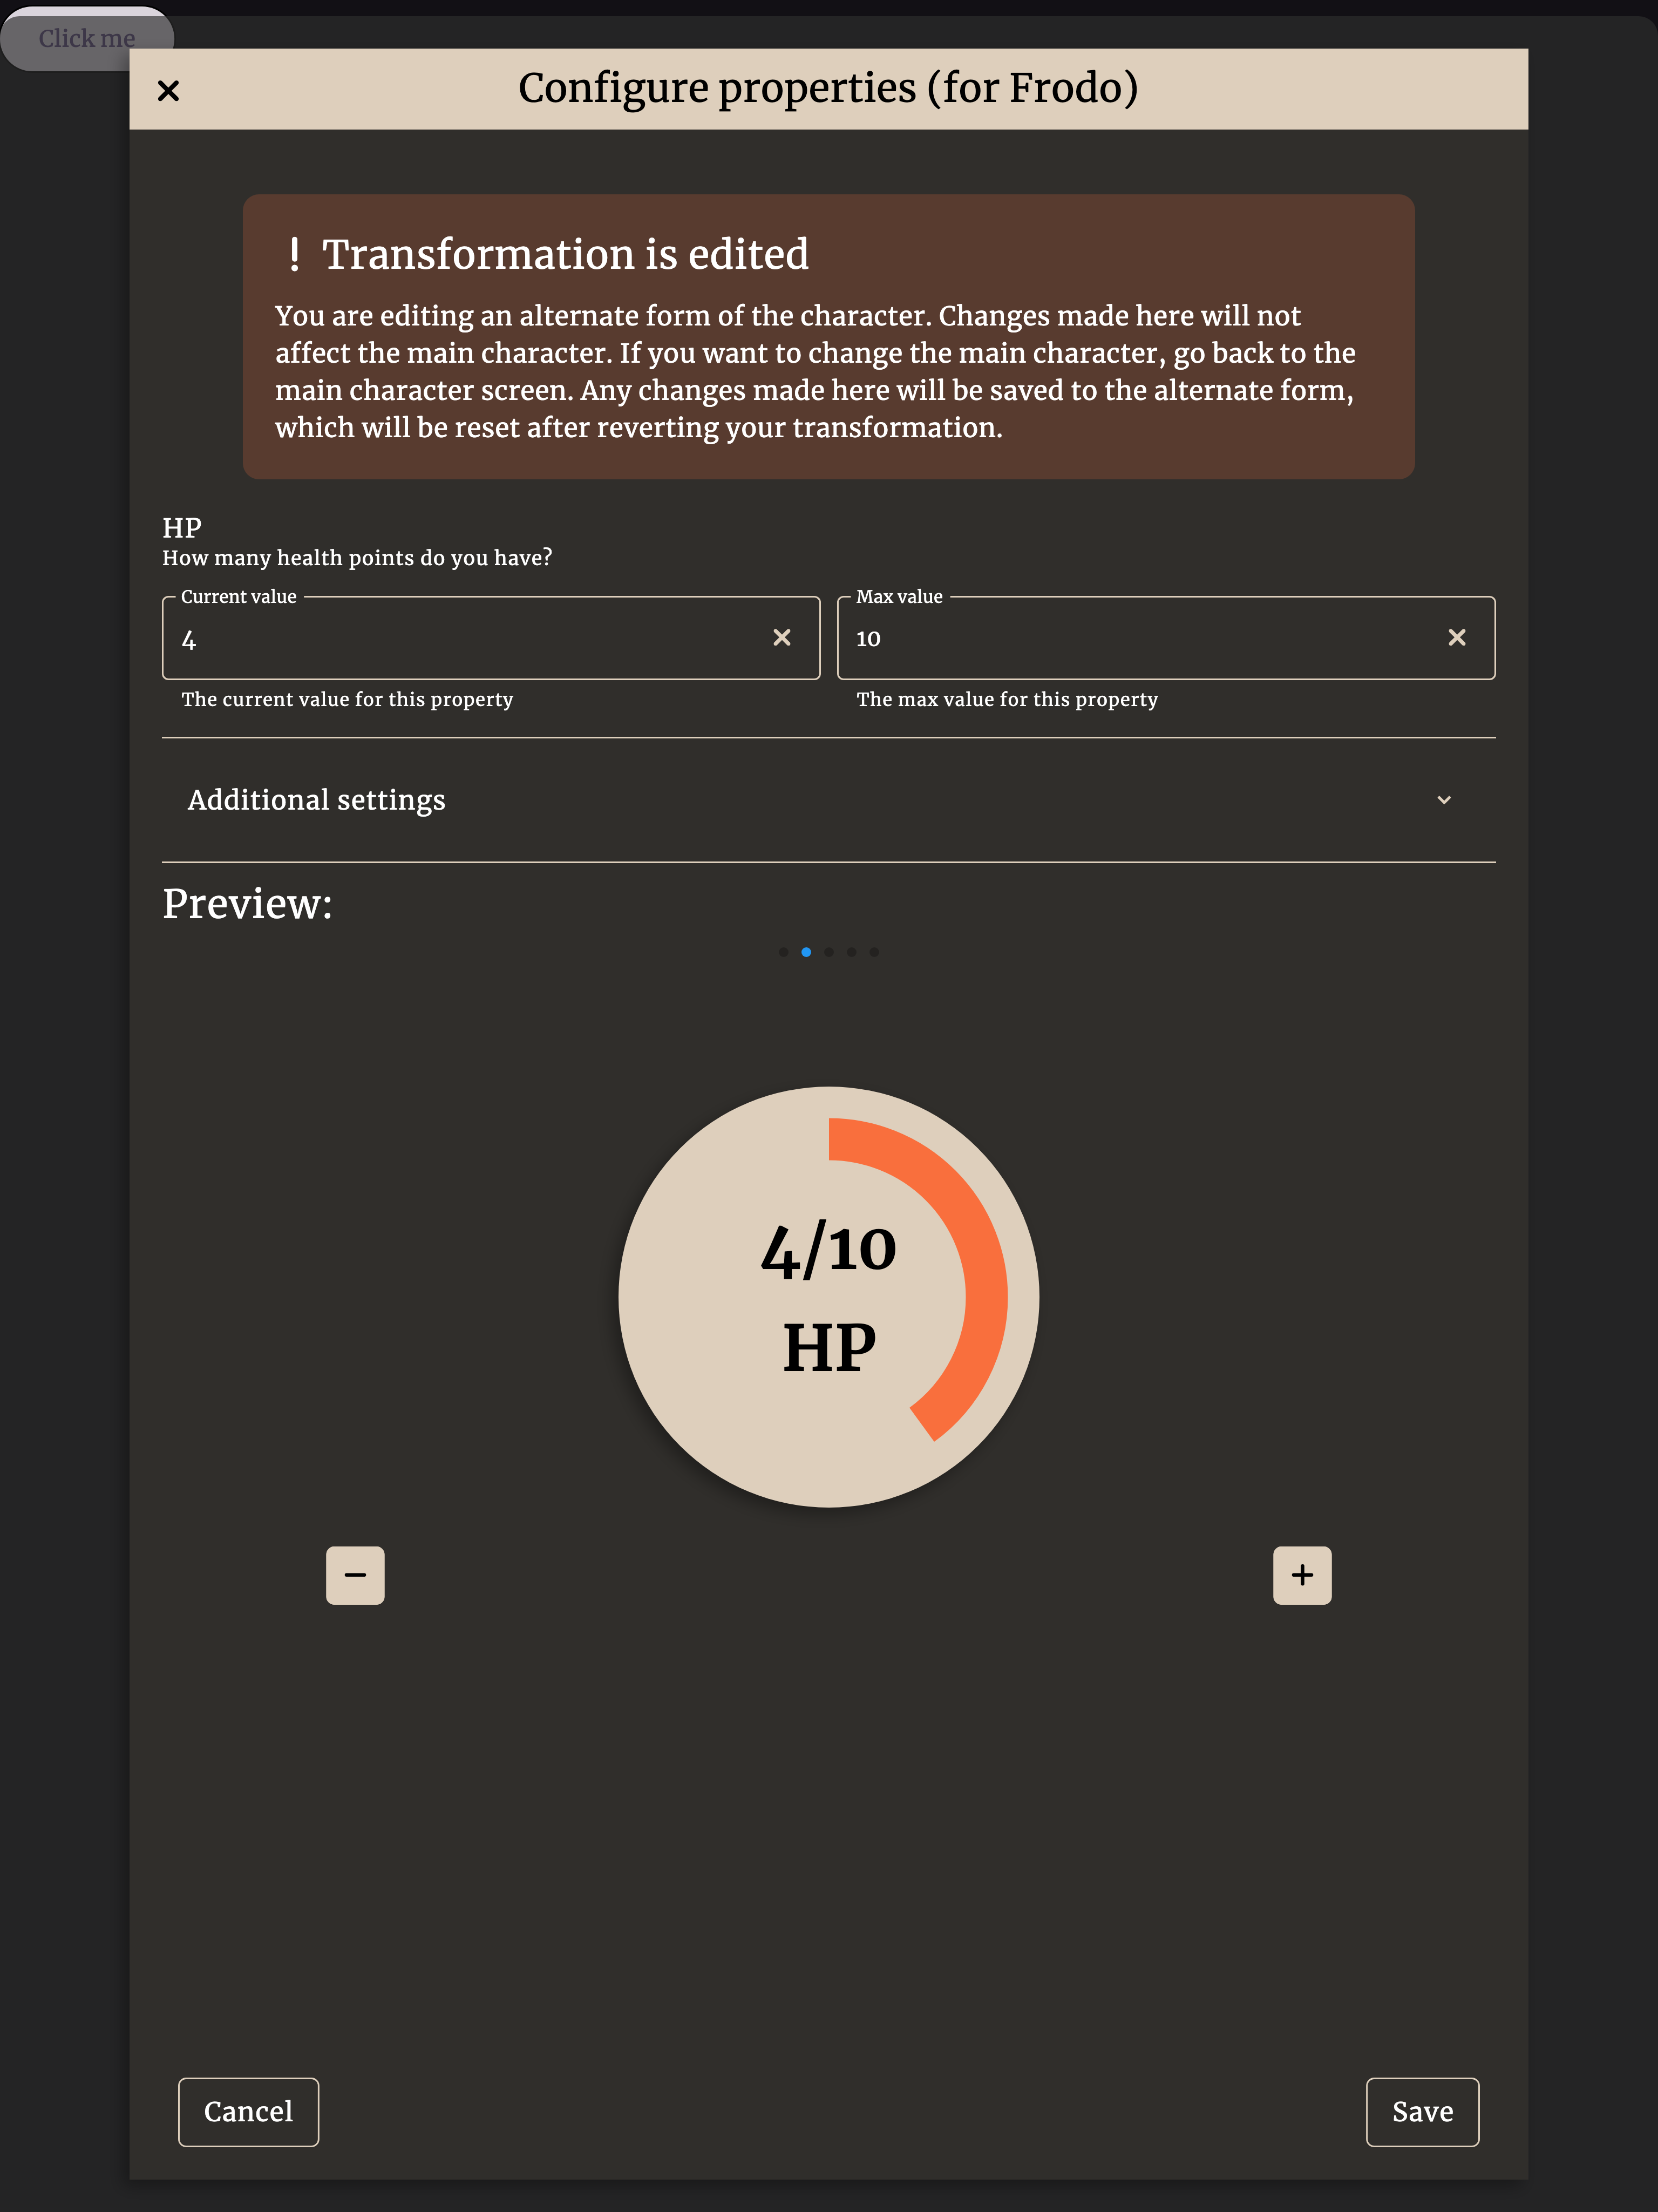 Click me
Configure properties (for Frodo)
! Transformation is edited
You are editing an alternate form of the character. Changes made here will not
affect the main character. If you want to change the main character, go back to the
main character screen. Any changes made here will be saved to the alternate form,
which will be reset after reverting your transformation.
HP
How many health points do you have?
Current value
4
The current value for this property
Max value
10
The max value for this property
Additional settings
Preview:
4/10
HP
Cancel
Save